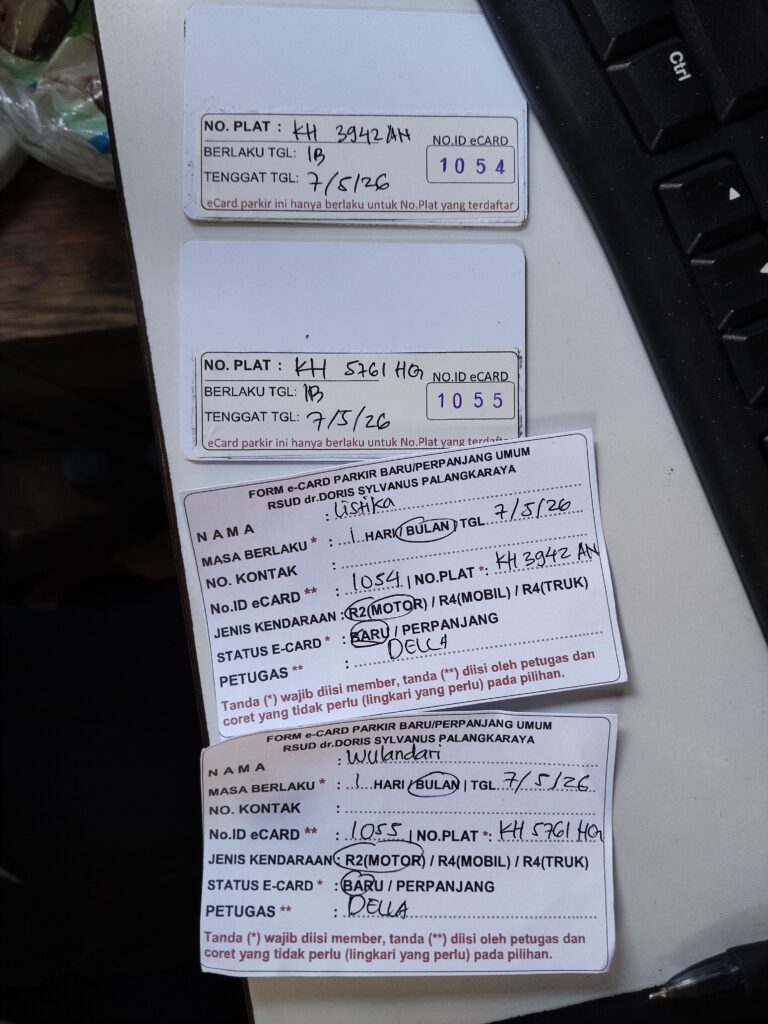 Ctrl
NO. PLAT : KH 3942 AN
NO.ID eCARD
BERLAKU TGL: 1B
1054
TENGGAT TGL: 7/5/26
eCard parkir ini hanya berlaku untuk No.Plat yang terdaftar
NO. PLAT : KH 5761 HG
NO.ID eCARD
BERLAKU TGL: 1B
1055
TENGGAT TGL: 7/5/26
eCard parkir ini hanya berlaku untuk No.Plat yang terdaftar
FORM e-CARD PARKIR BARU/PERPANJANG UMUM
RSUD dr.DORIS SYLVANUS PALANGKARAYA
N A M A : Listika
MASA BERLAKU * : 1 HARI / BULAN | TGL 7/5/26
NO. KONTAK :
No.ID eCARD ** : 1054 | NO.PLAT *: KH 3942 AN
JENIS KENDARAAN : R2(MOTOR) / R4(MOBIL) / R4(TRUK)
STATUS E-CARD * : BARU / PERPANJANG
PETUGAS ** : DELLA
Tanda (*) wajib diisi member, tanda (**) diisi oleh petugas dan
coret yang tidak perlu (lingkari yang perlu) pada pilihan.
FORM e-CARD PARKIR BARU/PERPANJANG UMUM
RSUD dr.DORIS SYLVANUS PALANGKARAYA
N A M A : Wulandari
MASA BERLAKU * : 1 HARI / BULAN | TGL 7/5/26
NO. KONTAK :
No.ID eCARD ** : 1055 | NO.PLAT *: KH 5761 HG
JENIS KENDARAAN : R2(MOTOR) / R4(MOBIL) / R4(TRUK)
STATUS E-CARD * : BARU / PERPANJANG
PETUGAS ** : DELLA
Tanda (*) wajib diisi member, tanda (**) diisi oleh petugas dan
coret yang tidak perlu (lingkari yang perlu) pada pilihan.